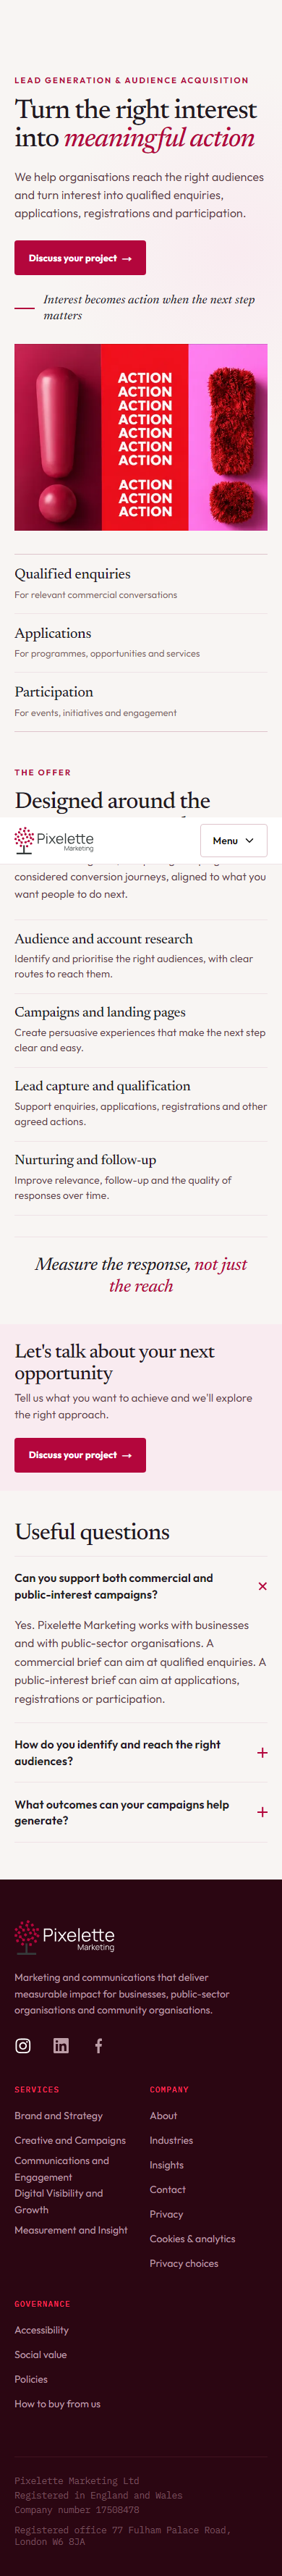 LEAD GENERATION & AUDIENCE ACQUISITION
Turn the right interest
into meaningful action
We help organisations reach the right audiences
and turn interest into qualified enquiries,
applications, registrations and participation.
Discuss your project →
Interest becomes action when the next step
matters
ACTION
ACTION
ACTION
ACTION
ACTION
ACTION
ACTION
ACTION
ACTION
ACTION
Qualified enquiries
For relevant commercial conversations
Applications
For programmes, opportunities and services
Participation
For events, initiatives and engagement
THE OFFER
Designed around the
Pixelette
Marketing
Menu
considered conversion journeys, aligned to what you
want people to do next.
Audience and account research
Identify and prioritise the right audiences, with clear
routes to reach them.
Campaigns and landing pages
Create persuasive experiences that make the next step
clear and easy.
Lead capture and qualification
Support enquiries, applications, registrations and other
agreed actions.
Nurturing and follow-up
Improve relevance, follow-up and the quality of
responses over time.
Measure the response, not just
the reach
Let's talk about your next
opportunity
Tell us what you want to achieve and we'll explore
the right approach.
Discuss your project →
Useful questions
Can you support both commercial and
public-interest campaigns?
Yes. Pixelette Marketing works with businesses
and with public-sector organisations. A
commercial brief can aim at qualified enquiries. A
public-interest brief can aim at applications,
registrations or participation.
How do you identify and reach the right
audiences?
What outcomes can your campaigns help
generate?
Pixelette
Marketing
Marketing and communications that deliver
measurable impact for businesses, public-sector
organisations and community organisations.
SERVICES
Brand and Strategy
Creative and Campaigns
Communications and
Engagement
Digital Visibility and
Growth
Measurement and Insight
COMPANY
About
Industries
Insights
Contact
Privacy
Cookies & analytics
Privacy choices
GOVERNANCE
Accessibility
Social value
Policies
How to buy from us
Pixelette Marketing Ltd
Registered in England and Wales
Company number 17508478
Registered office 77 Fulham Palace Road,
London W6 8JA